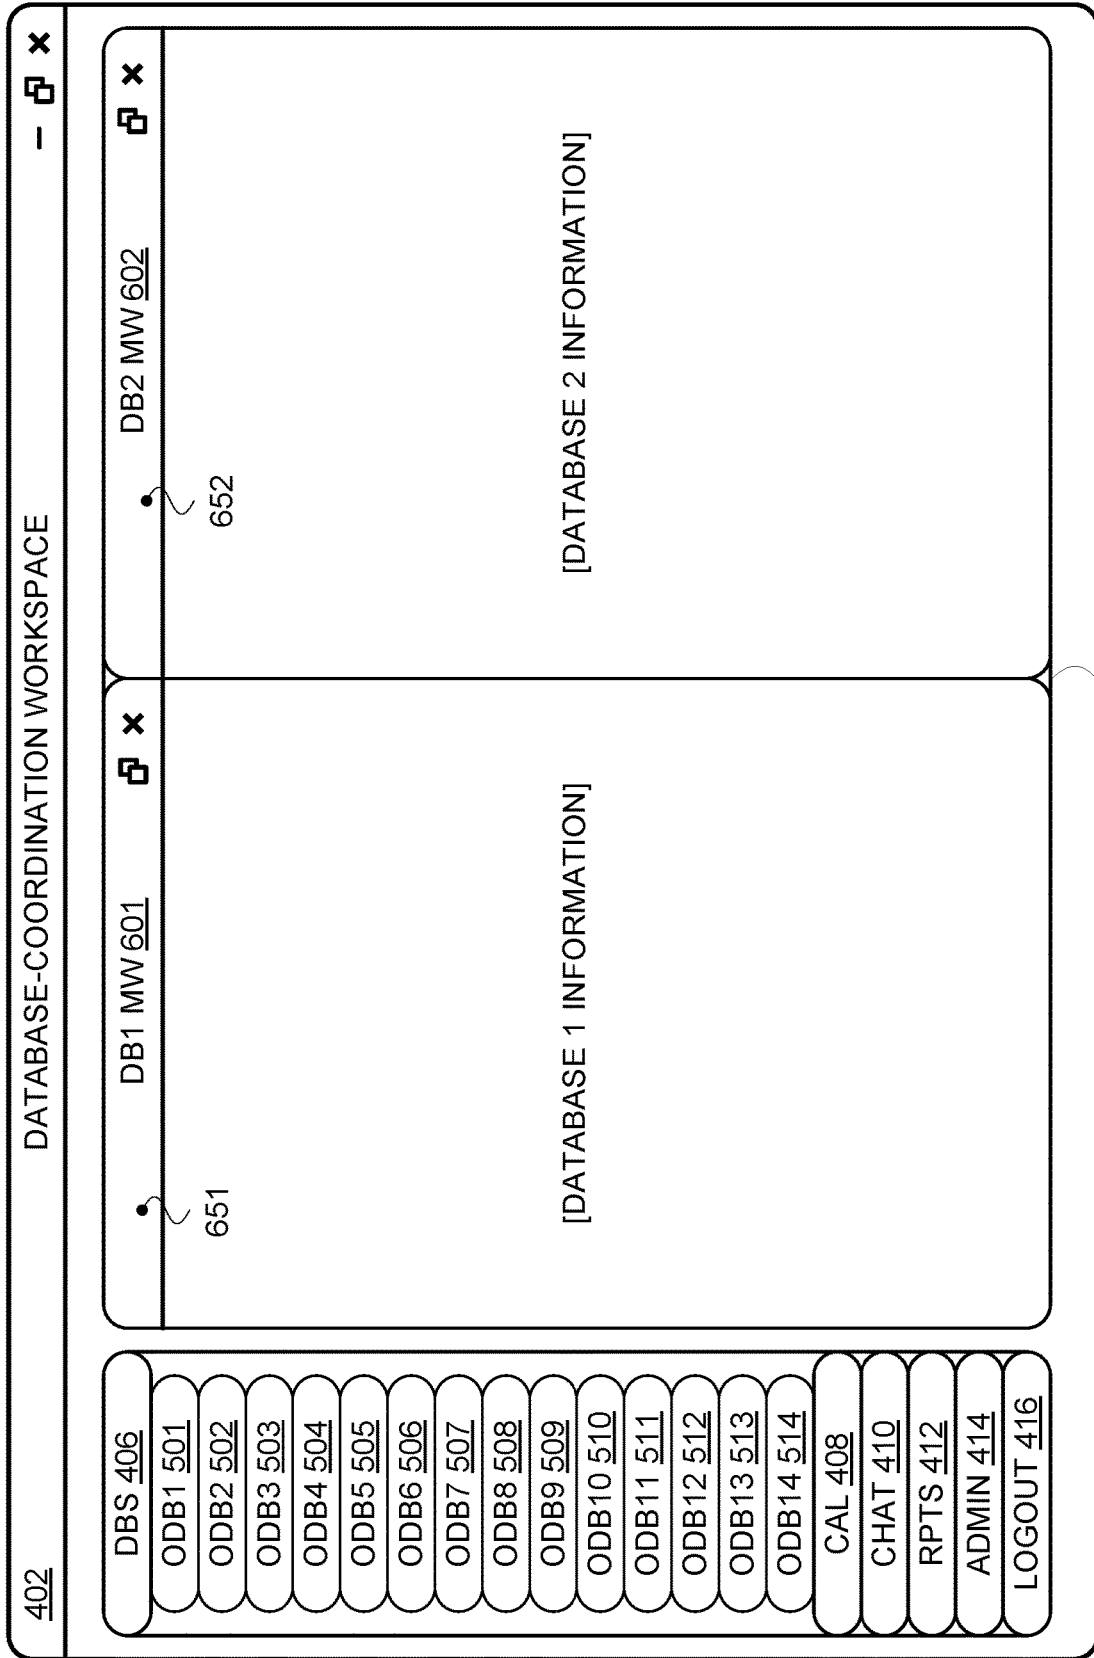 402
DATABASE-COORDINATION WORKSPACE
DBS 406
ODB1 501
ODB2 502
ODB3 503
ODB4 504
ODB5 505
ODB6 506
ODB7 507
ODB8 508
ODB9 509
ODB10 510
ODB11 511
ODB12 512
ODB13 513
ODB14 514
CAL 408
CHAT 410
RPTS 412
ADMIN 414
LOGOUT 416
DB1 MW 601
651
[DATABASE 1 INFORMATION]
DB2 MW 602
652
[DATABASE 2 INFORMATION]